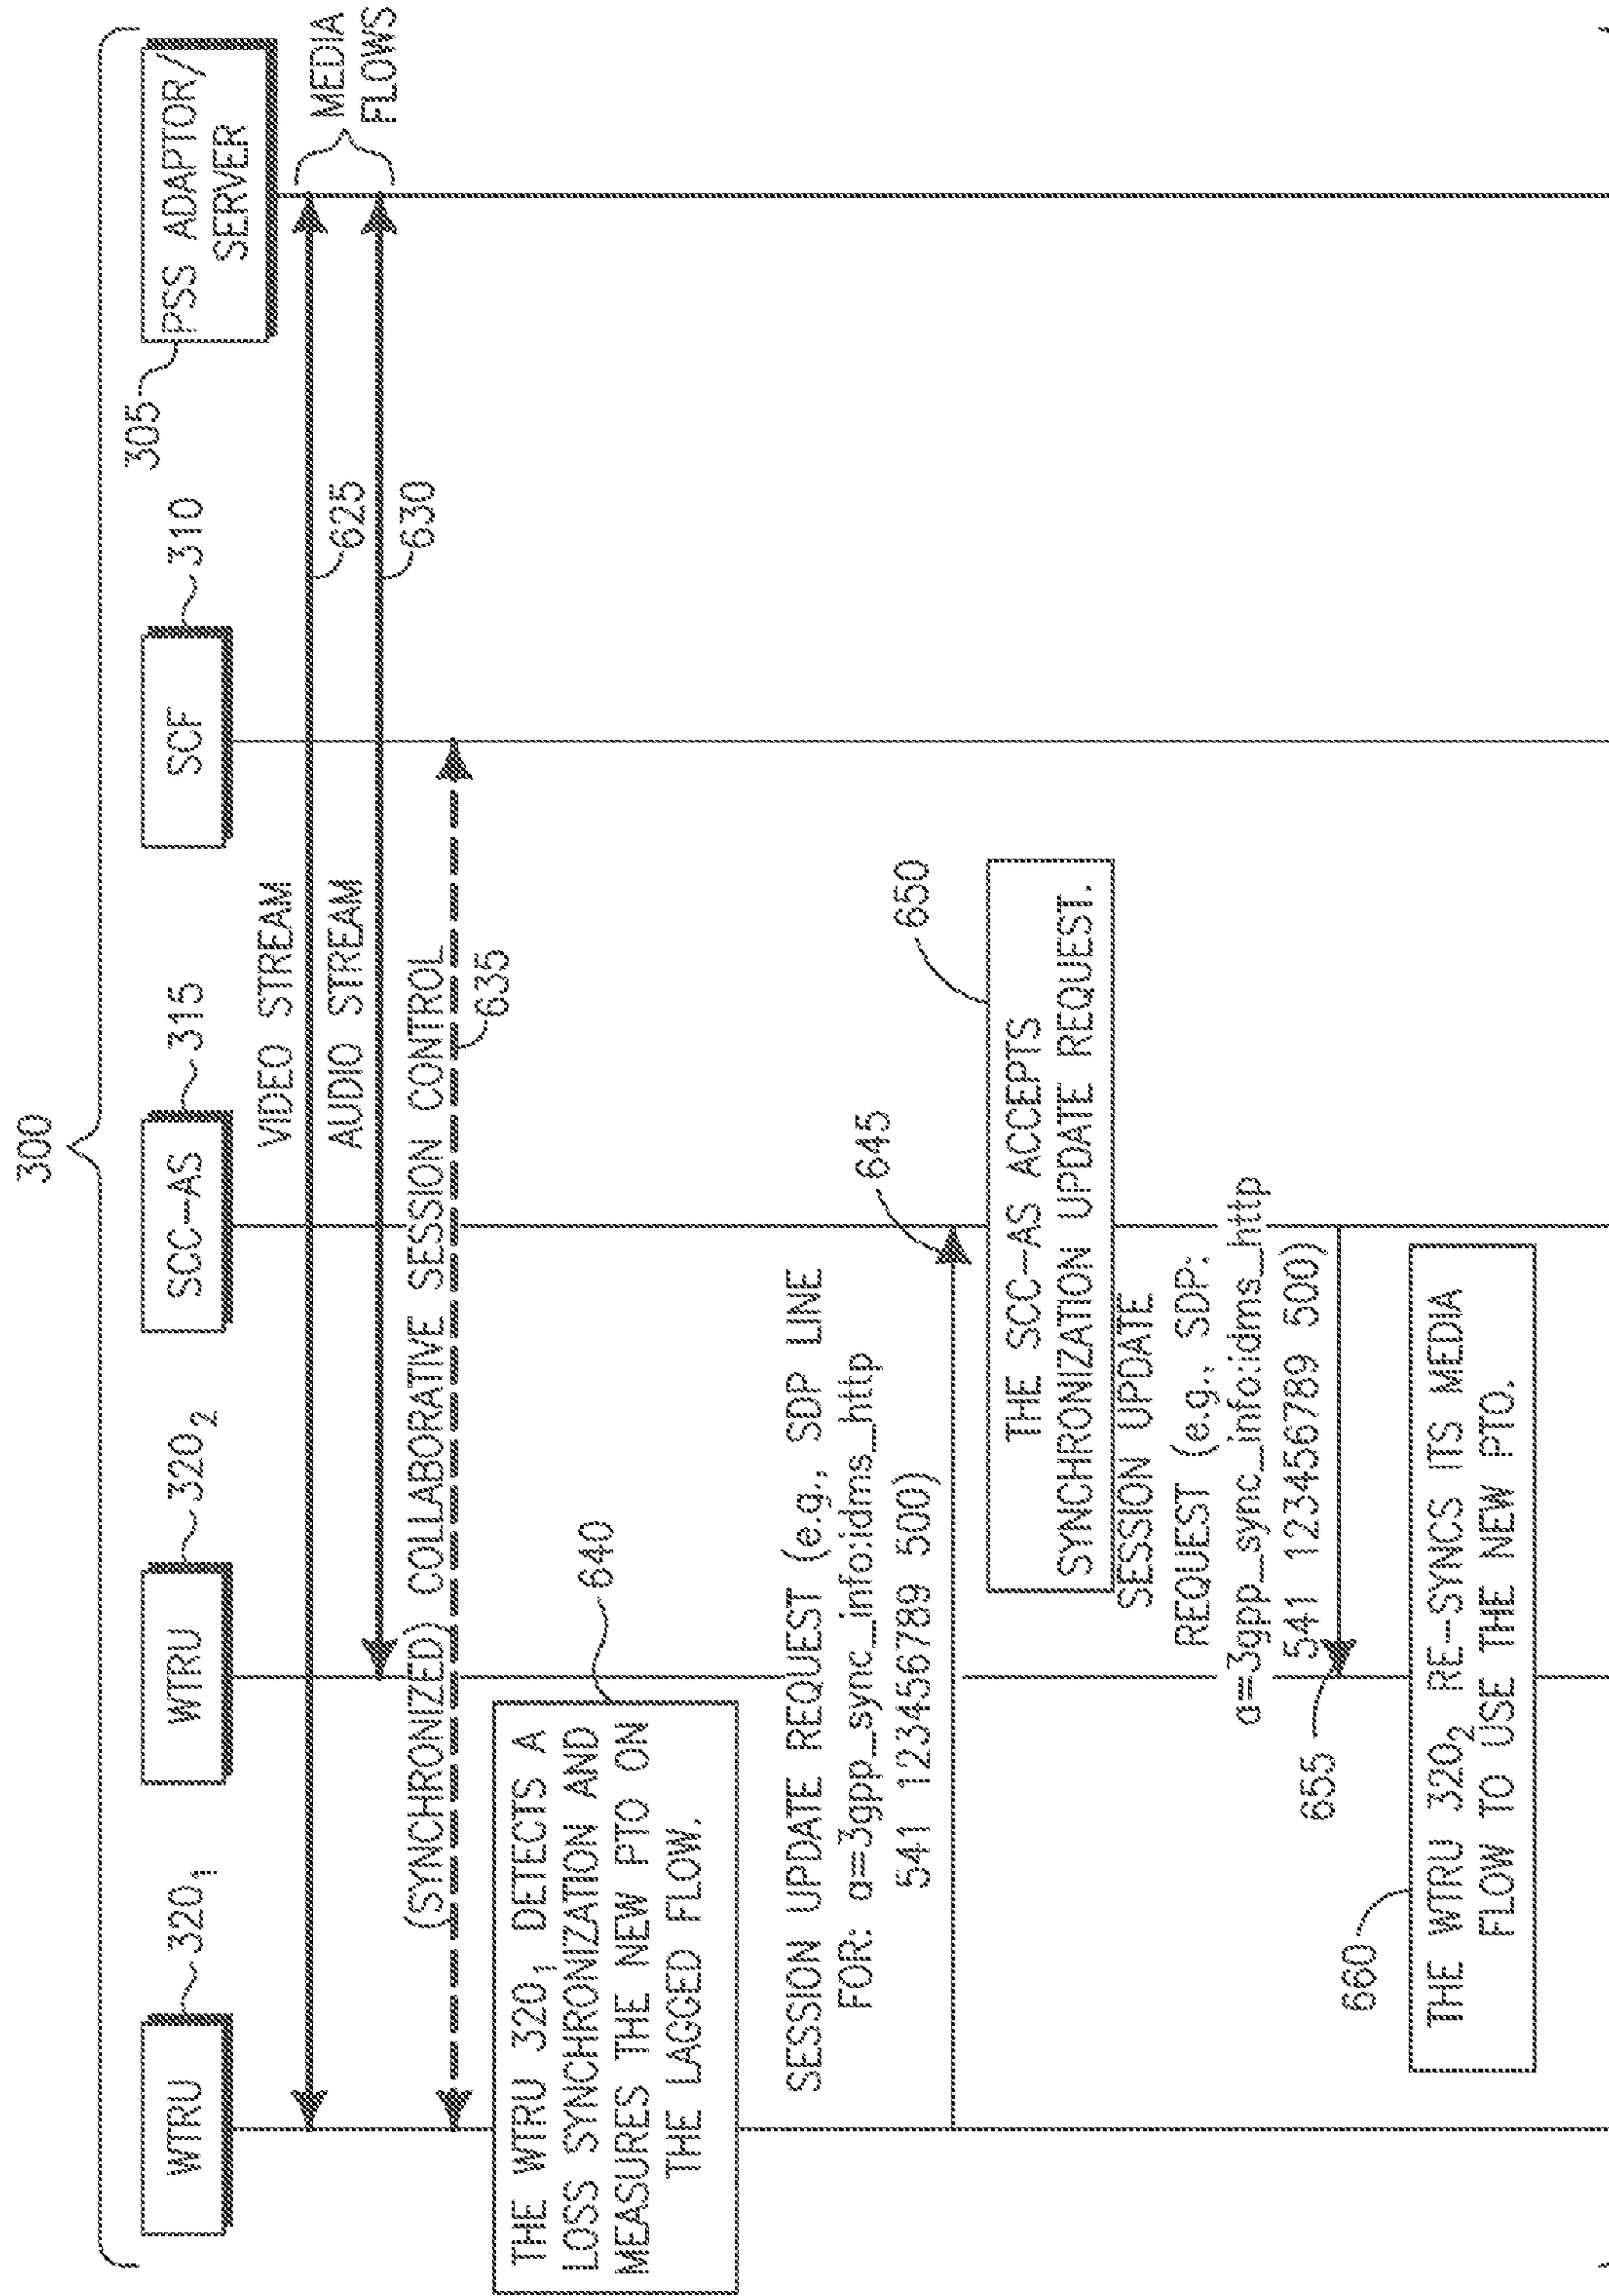 300
WTRU
320₁
WTRU
320₂
SCC-AS
315
SCF
310
PSS ADAPTOR/
SERVER
305
VIDEO STREAM
625
AUDIO STREAM
630
MEDIA
FLOWS
(SYNCHRONIZED) COLLABORATIVE SESSION CONTROL
635
THE WTRU 320₁ DETECTS A
LOSS SYNCHRONIZATION AND
MEASURES THE NEW PTO ON
THE LAGGED FLOW.
640
SESSION UPDATE REQUEST (e.g., SDP LINE
FOR: a=3gpp_sync_info:idms_http
541 123456789 500)
645
THE SCC-AS ACCEPTS
SYNCHRONIZATION UPDATE REQUEST.
650
SESSION UPDATE
REQUEST (e.g., SDP:
a=3gpp_sync_info:idms_http
541 123456789 500)
655
THE WTRU 320₂ RE-SYNCS ITS MEDIA
FLOW TO USE THE NEW PTO.
660